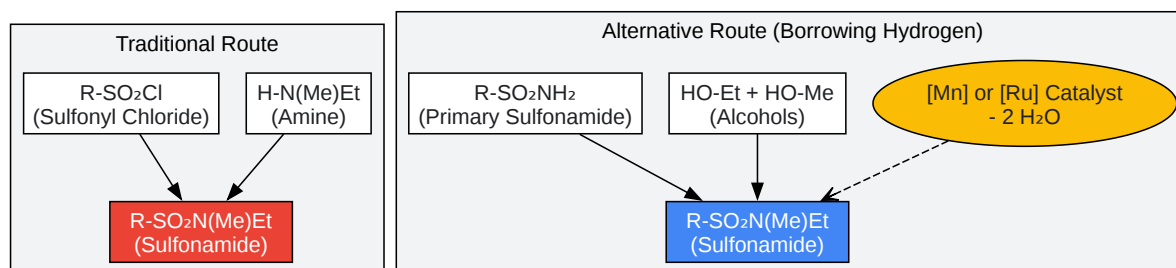 Traditional Route
R-SO₂Cl
(Sulfonyl Chloride)
H-N(Me)Et
(Amine)
R-SO₂N(Me)Et
(Sulfonamide)
Alternative Route (Borrowing Hydrogen)
R-SO₂NH₂
(Primary Sulfonamide)
HO-Et + HO-Me
(Alcohols)
[Mn] or [Ru] Catalyst
- 2 H₂O
R-SO₂N(Me)Et
(Sulfonamide)